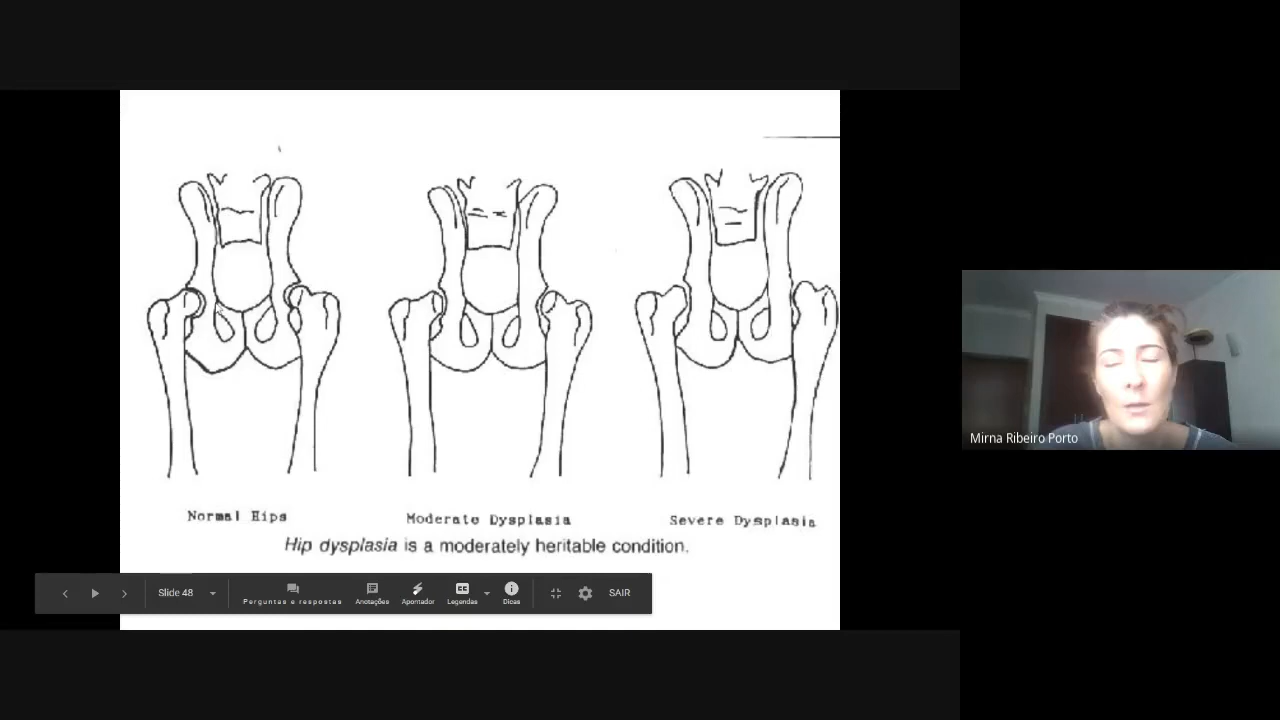 Normal Hips
Moderate Dysplasia
Severe Dysplasia
Hip dysplasia is a moderately heritable condition.
Slide 48
Perguntas e respostas
Anotações
Apontador
Legendas
Dicas
SAIR
Mirna Ribeiro Porto